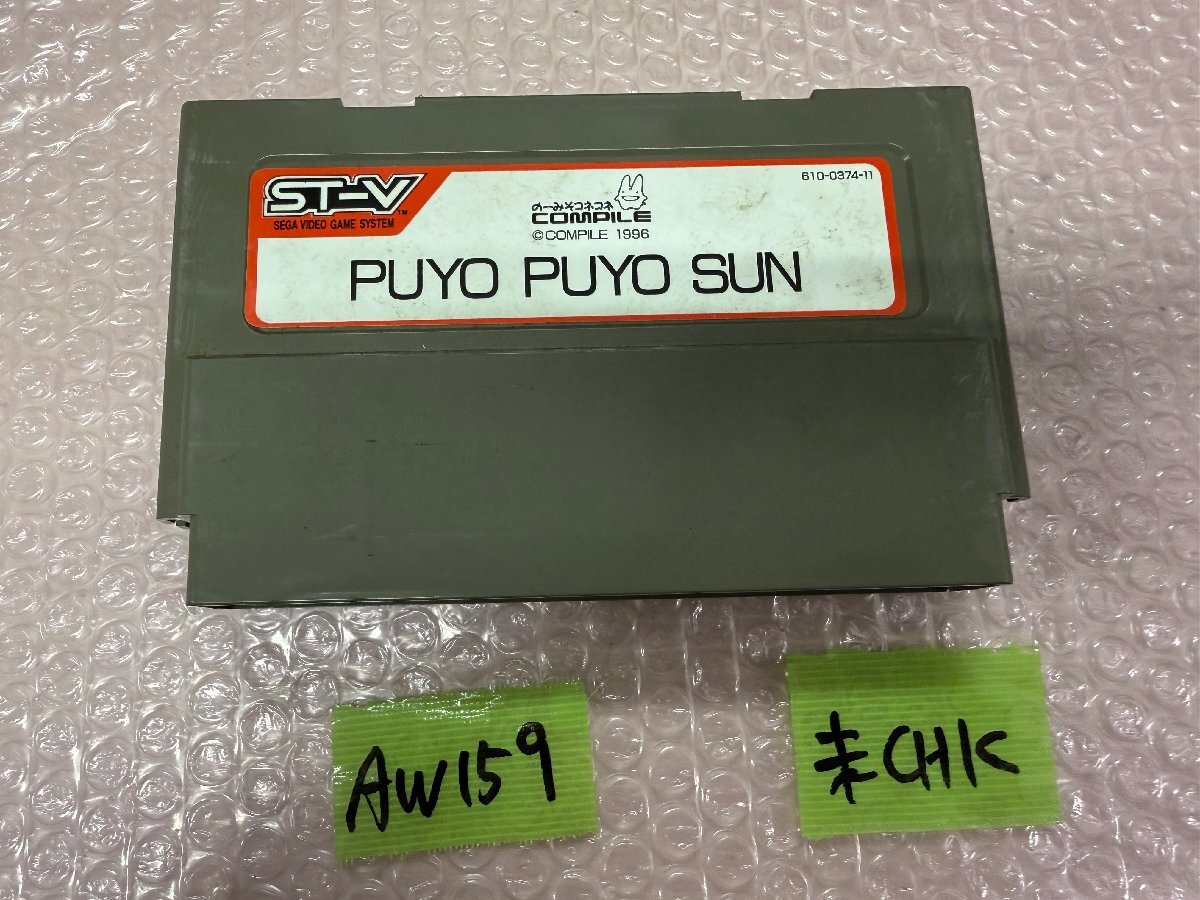 ST-V™
SEGA VIDEO GAME SYSTEM
610-0374-11
のーみそコネコネ
COMPILE
©COMPILE 1996
PUYO PUYO SUN
AW159
未CHK